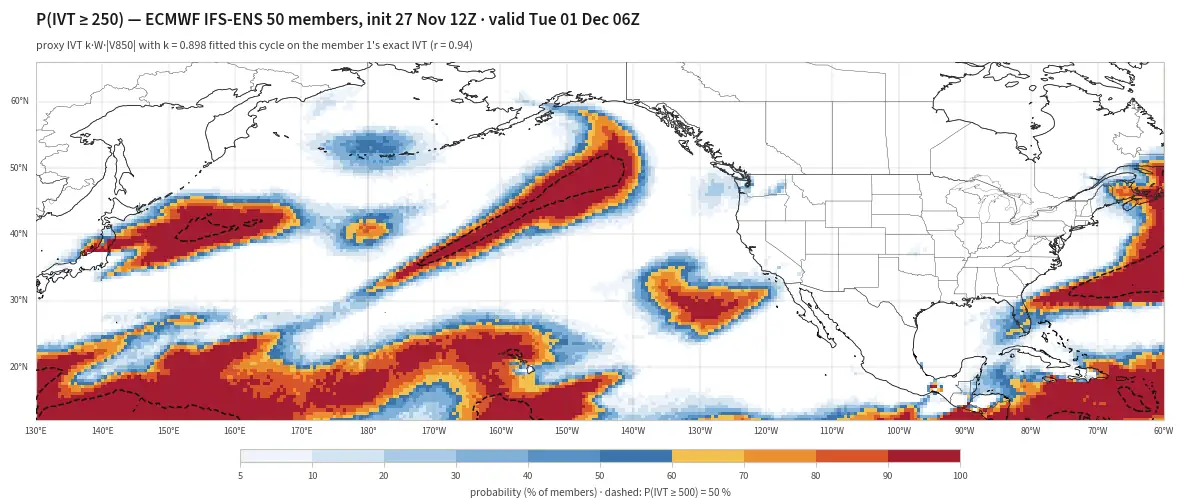 P(IVT ≥ 250) — ECMWF IFS-ENS 50 members, init 27 Nov 12Z · valid Tue 01 Dec 06Z
proxy IVT k·W·|V850| with k = 0.898 fitted this cycle on the member 1's exact IVT (r = 0.94)
60°N
50°N
40°N
30°N
20°N
130°E 140°E 150°E 160°E 170°E 180° 170°W 160°W 150°W 140°W 130°W 120°W 110°W 100°W 90°W 80°W 70°W 60°W
5 10 20 30 40 50 60 70 80 90 100
probability (% of members) · dashed: P(IVT ≥ 500) = 50 %